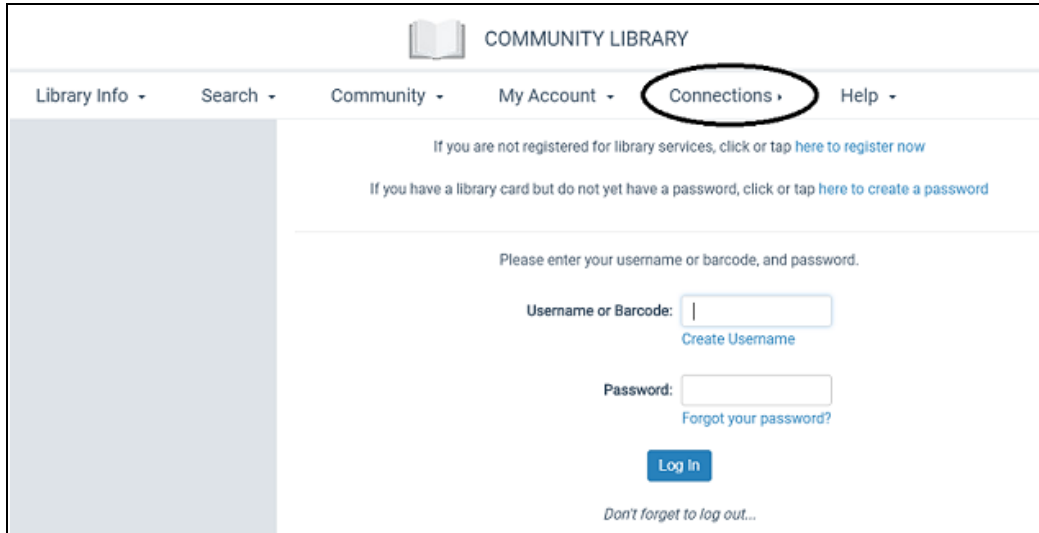 COMMUNITY LIBRARY
Library Info Search Community My Account Connections Help
If you are not registered for library services, click or tap here to register now
If you have a library card but do not yet have a password, click or tap here to create a password
Please enter your username or barcode, and password.
Username or Barcode:
Create Username
Password:
Forgot your password?
Log In
Don't forget to log out...